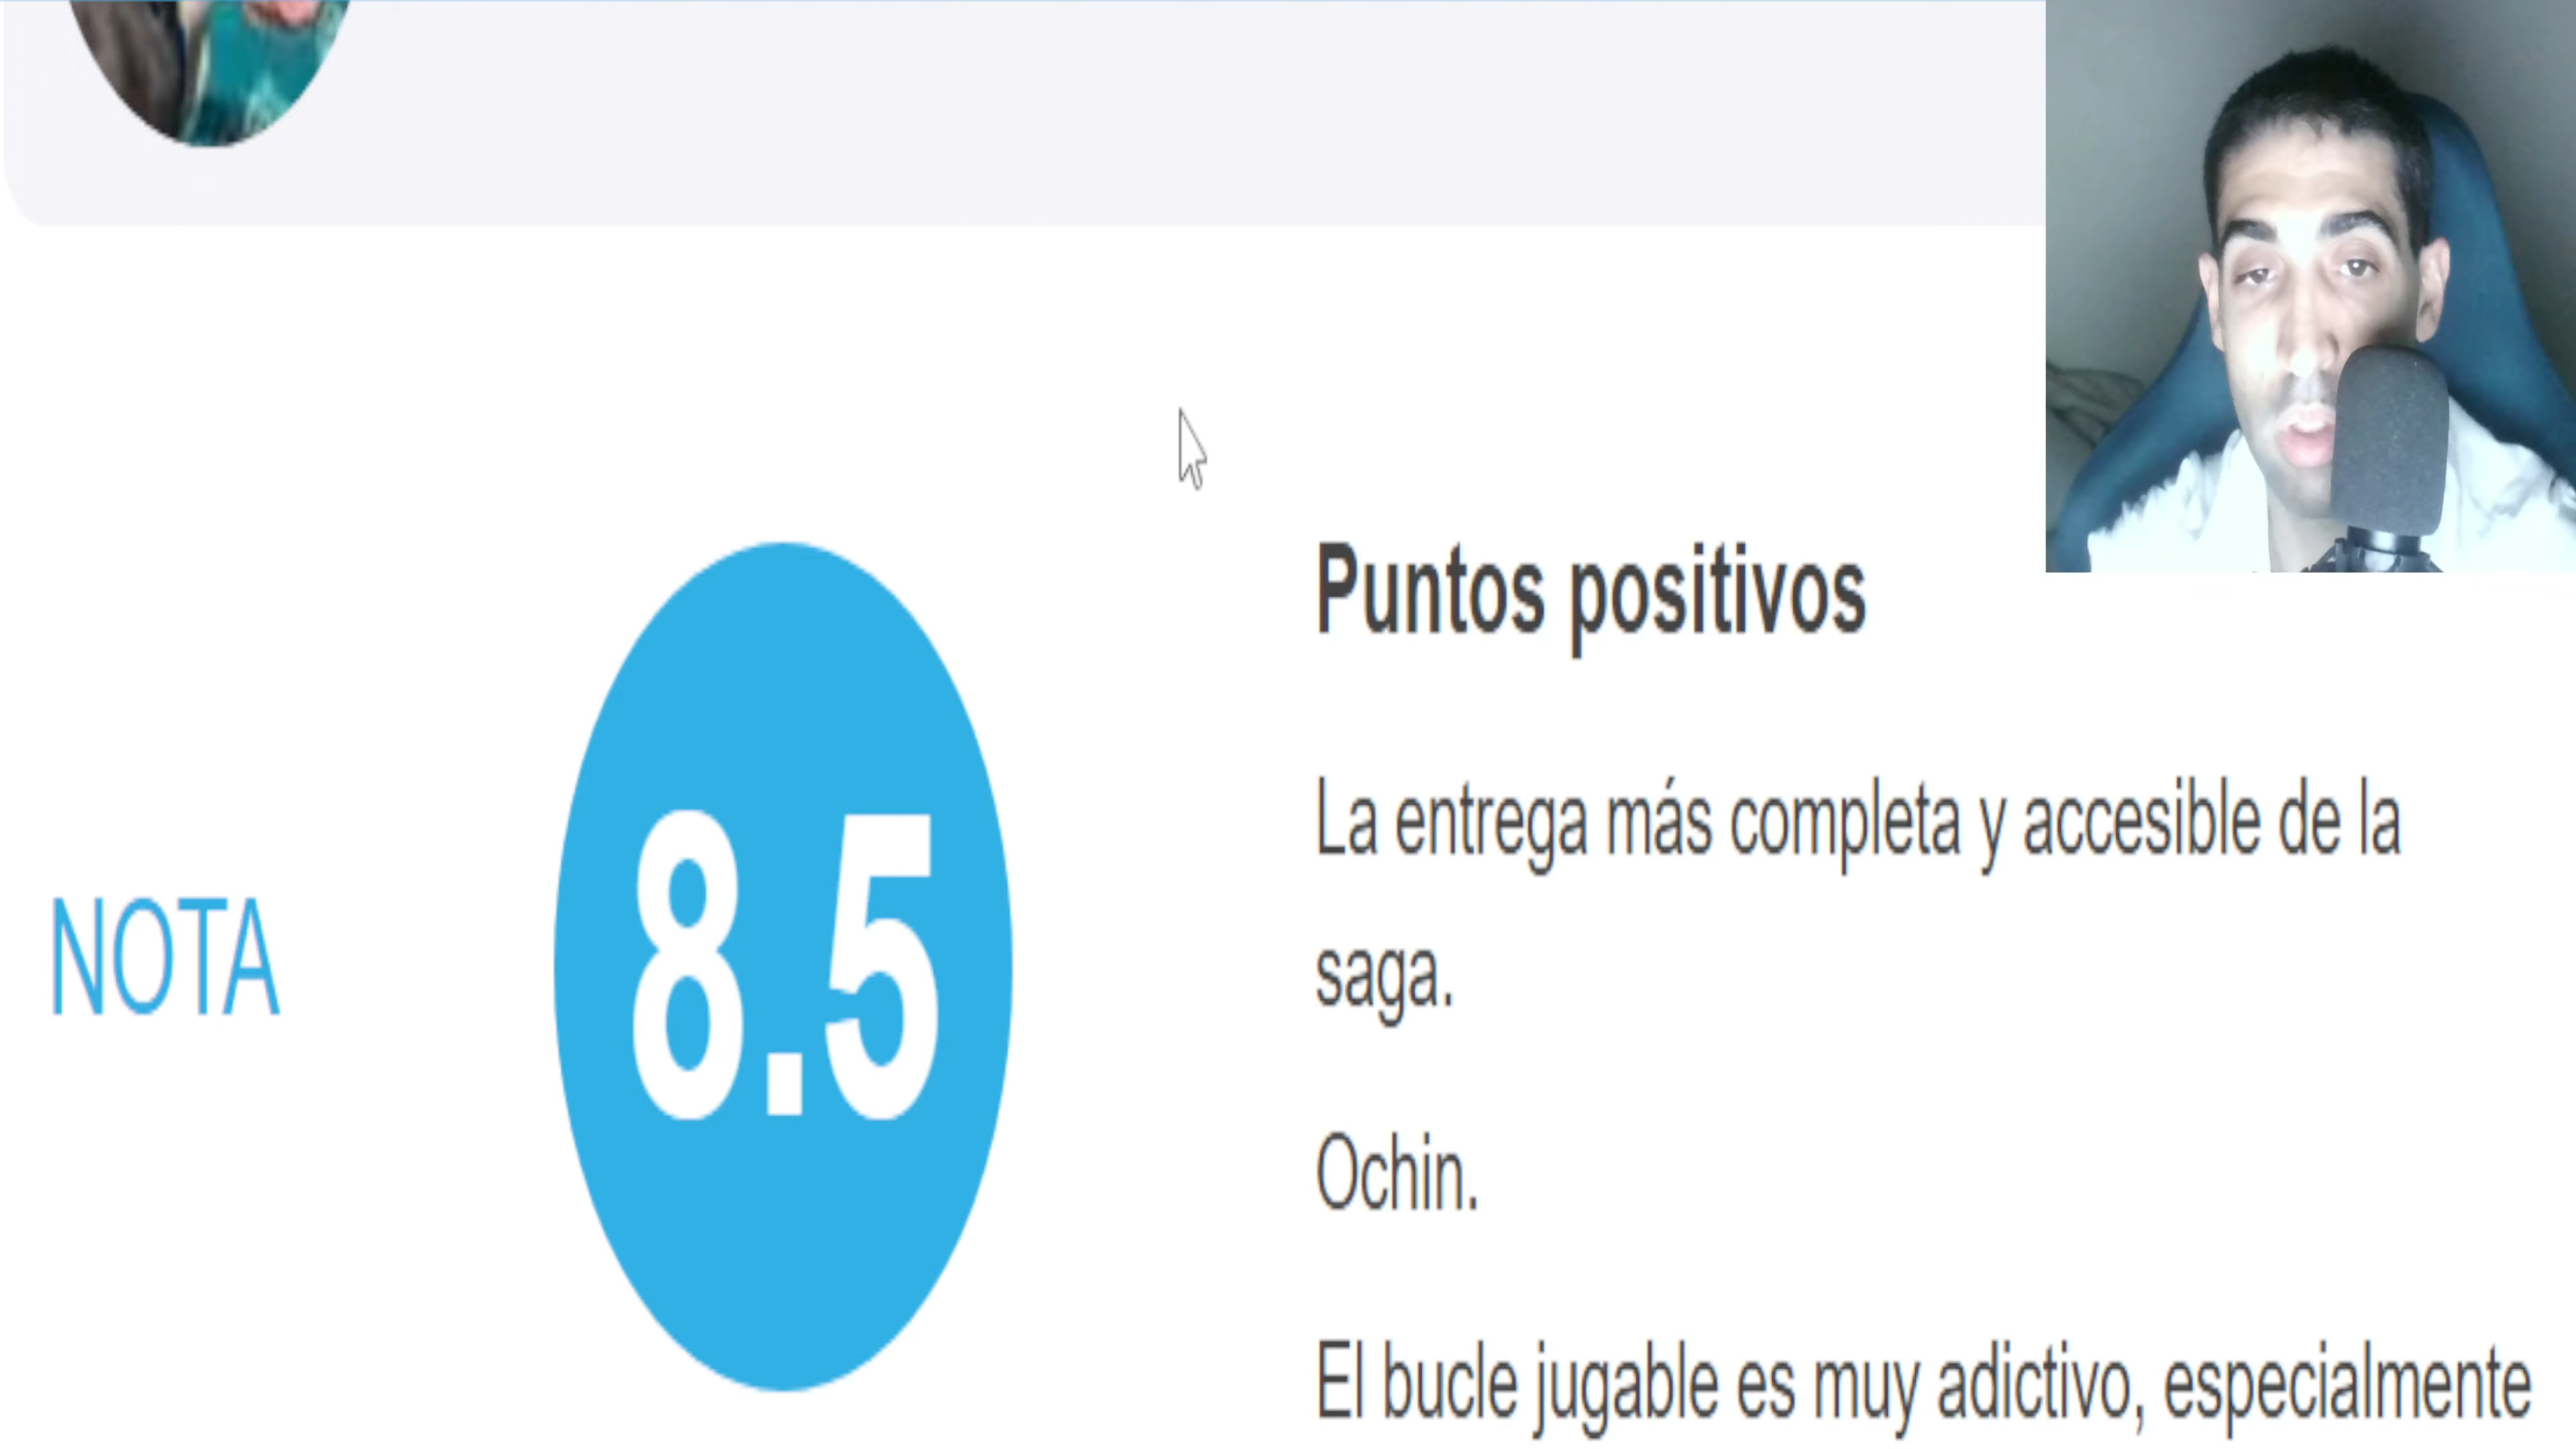 Puntos positivos
La entrega más completa y accesible de la
saga.
NOTA
8.5
Ochin.
El bucle jugable es muy adictivo, especialmente